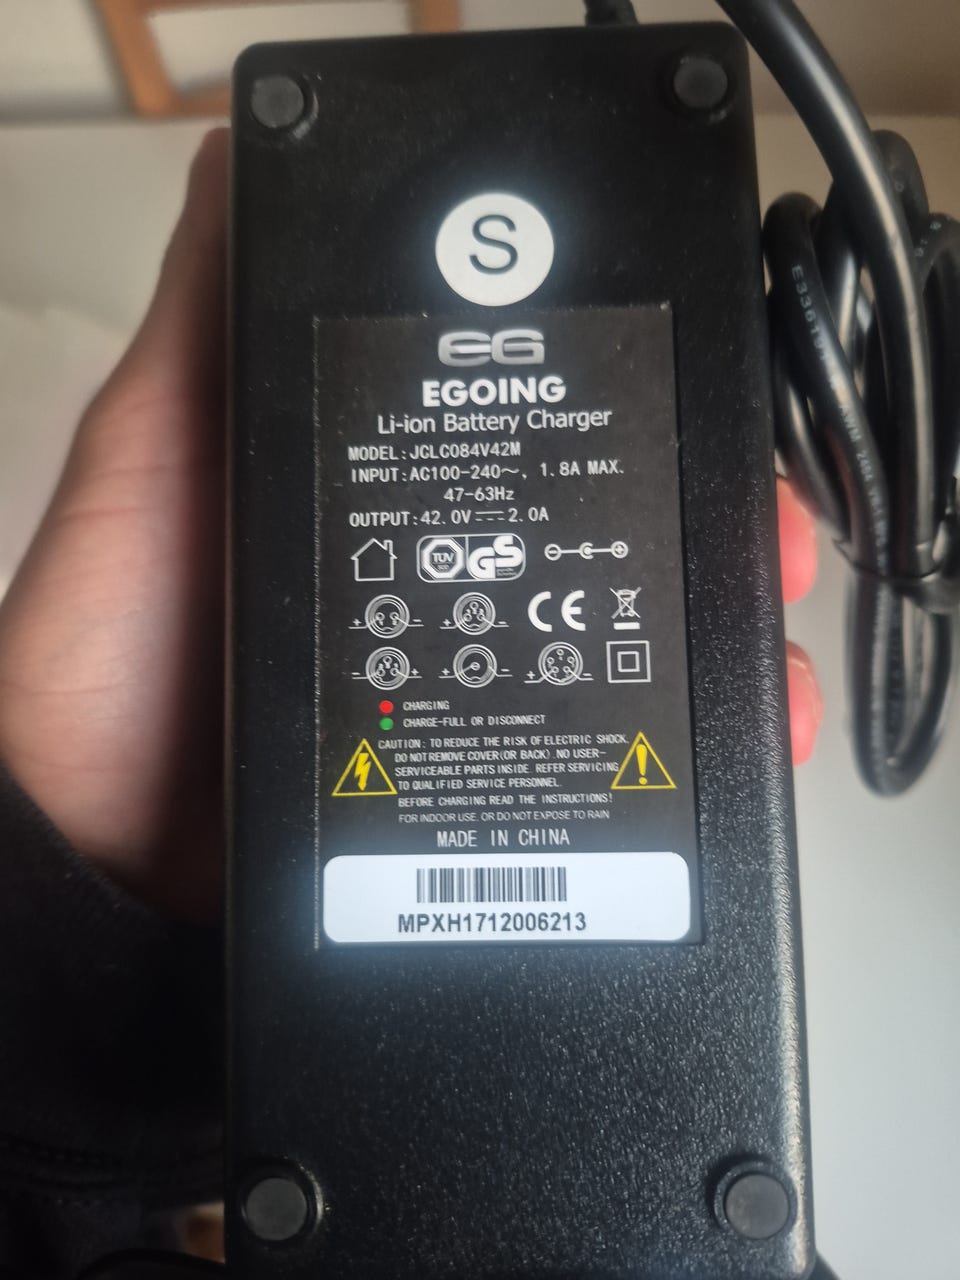 S
EG
EGOING
Li-ion Battery Charger
MODEL:JCLC084V42M
INPUT:AC100-240~, 1.8A MAX.
47-63Hz
OUTPUT:42.0V⎓2.0A
TÜV
SÜD
GS
CE
CHARGING
CHARGE-FULL OR DISCONNECT
CAUTION: TO REDUCE THE RISK OF ELECTRIC SHOCK.
DO NOT REMOVE COVER(OR BACK). NO USER-
SERVICEABLE PARTS INSIDE. REFER SERVICING
TO QUALIFIED SERVICE PERSONNEL.
BEFORE CHARGING READ THE INSTRUCTIONS!
FOR INDOOR USE. OR DO NOT EXPOSE TO RAIN
MADE IN CHINA
MPXH1712006213